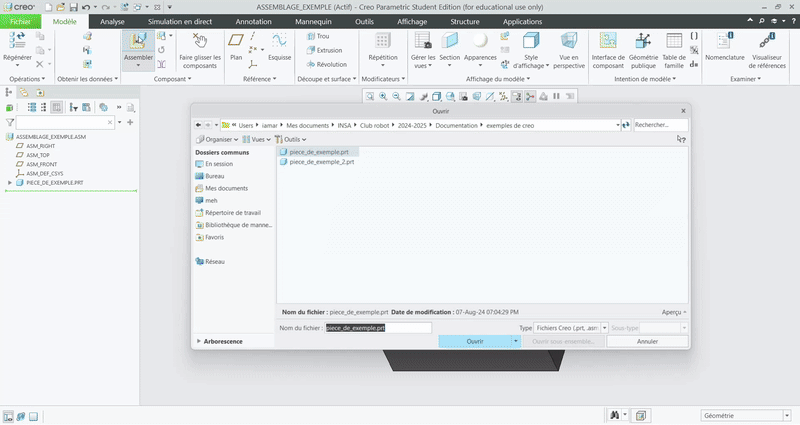 creo ASSEMBLAGE_EXEMPLE (Actif) - Creo Parametric Student Edition (for educational use only)
Fichier Modèle Analyse Simulation en direct Annotation Mannequin Outils Affichage Structure Applications
Régénérer
Assembler
Faire glisser les composants
Plan
Esquisse
Trou
Extrusion
Révolution
Répétition
Gérer les vues
Section
Apparences
Style d'affichage
Vue en perspective
Interface de composant
Géométrie publique
Table de famille
Nomenclature
Visualiseur de références
Opérations Obtenir les données Composant Référence Découpe et surface Modificateurs Affichage du modèle Intention de modèle Examiner
ASSEMBLAGE_EXEMPLE.ASM
ASM_RIGHT
ASM_TOP
ASM_FRONT
ASM_DEF_CSYS
PIECE_DE_EXEMPLE.PRT
Ouvrir
Users iamar Mes documents INSA Club robot 2024-2025 Documentation exemples de creo Rechercher...
Organiser Vues Outils
Dossiers communs
En session
Bureau
Mes documents
meh
Répertoire de travail
Bibliothèque de manne...
Favoris
Réseau
piece_de_exemple.prt
piece_de_exemple_2.prt
Nom du fichier : piece_de_exemple.prt Date de modification : 07-Aug-24 07:04:29 PM Aperçu
Nom du fichier : piece_de_exemple.prt Type Fichiers Creo (.prt, .asm Sous-type
Arborescence
Ouvrir Ouvrir sous-ensemble... Annuler
Géométrie